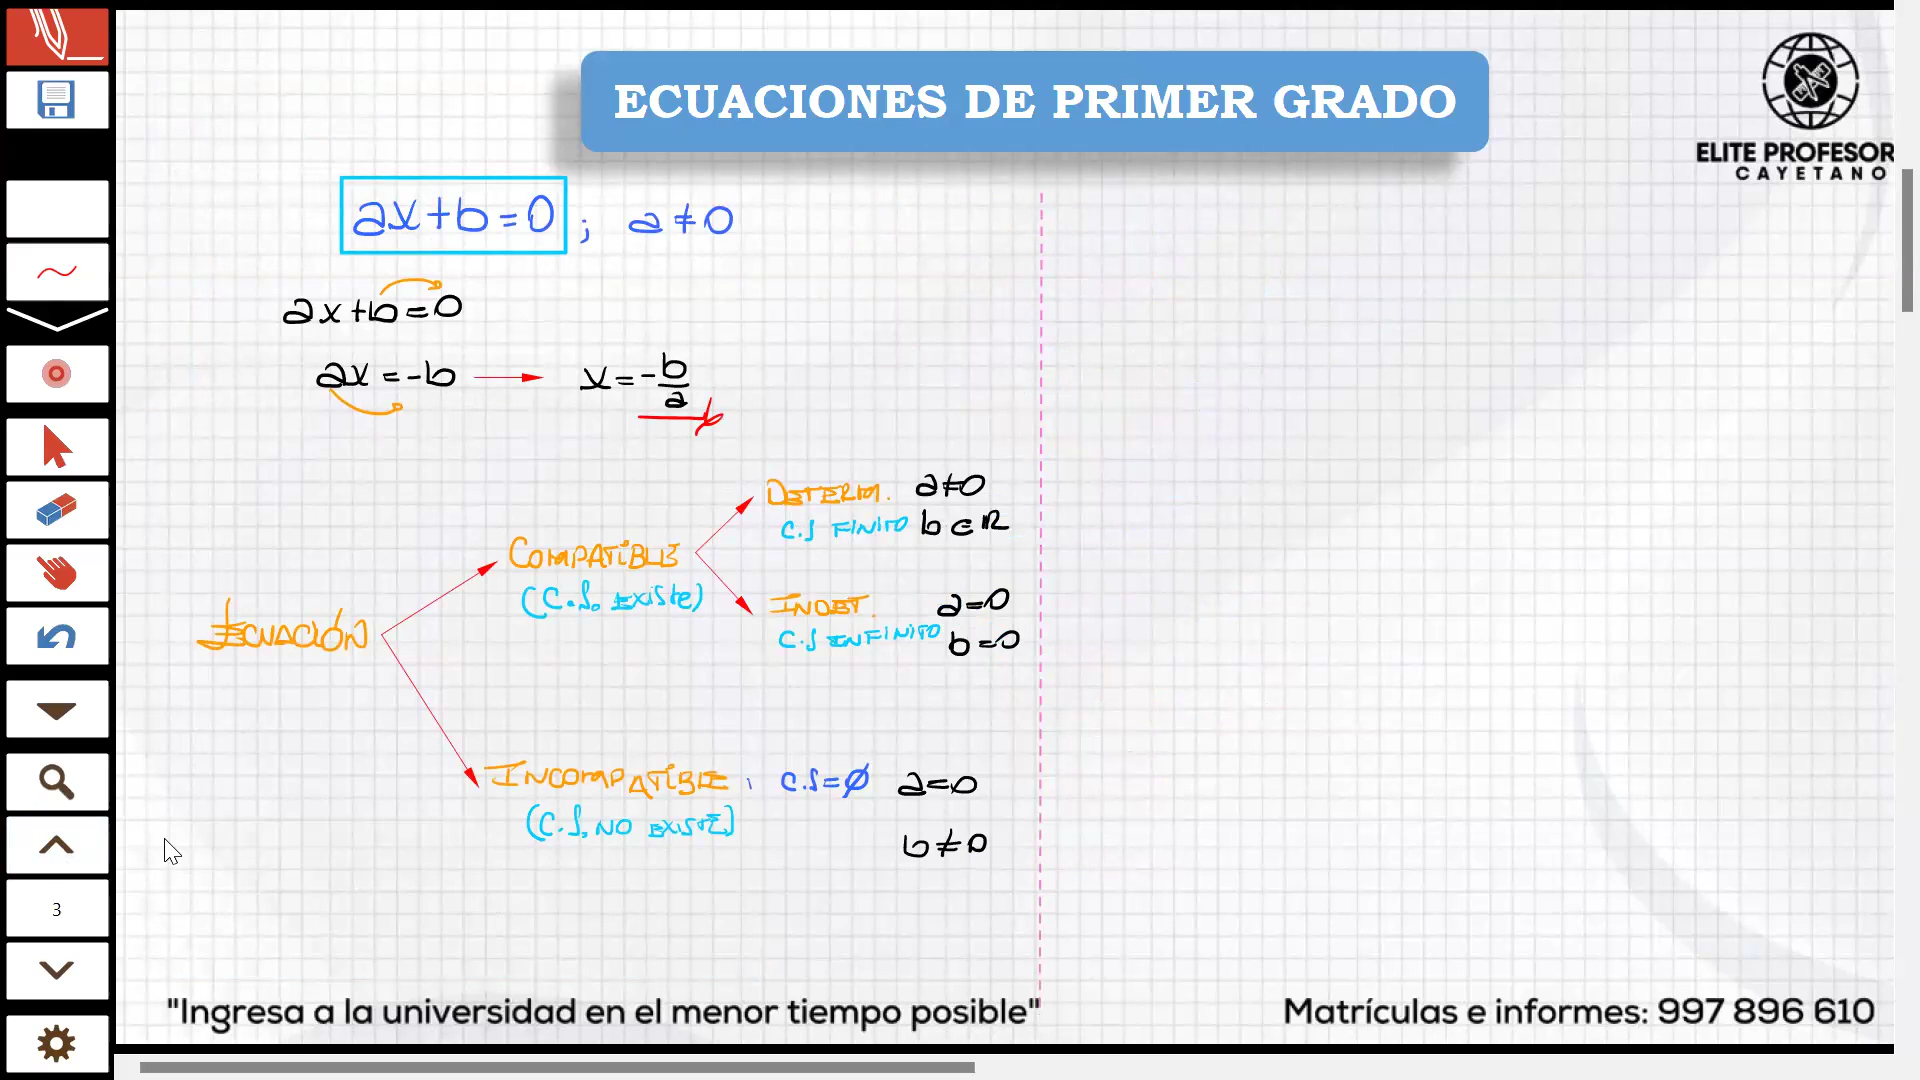 ECUACIONES DE PRIMER GRADO
ELITE PROFESOR
CAYETANO
ax+b=0 ; a≠0
ax+b=0
ax=-b → x=-b/a
DETERM. a≠0
C.S FINITO b∈R
COMPATIBLE
(C.S. EXISTE)
INDET. a=0
C.S INFINITO b=0
ECUACIÓN
INCOMPATIBLE : C.S=∅ a=0
(C.S. NO EXISTE)
b≠0
3
"Ingresa a la universidad en el menor tiempo posible"
Matrículas e informes: 997 896 610